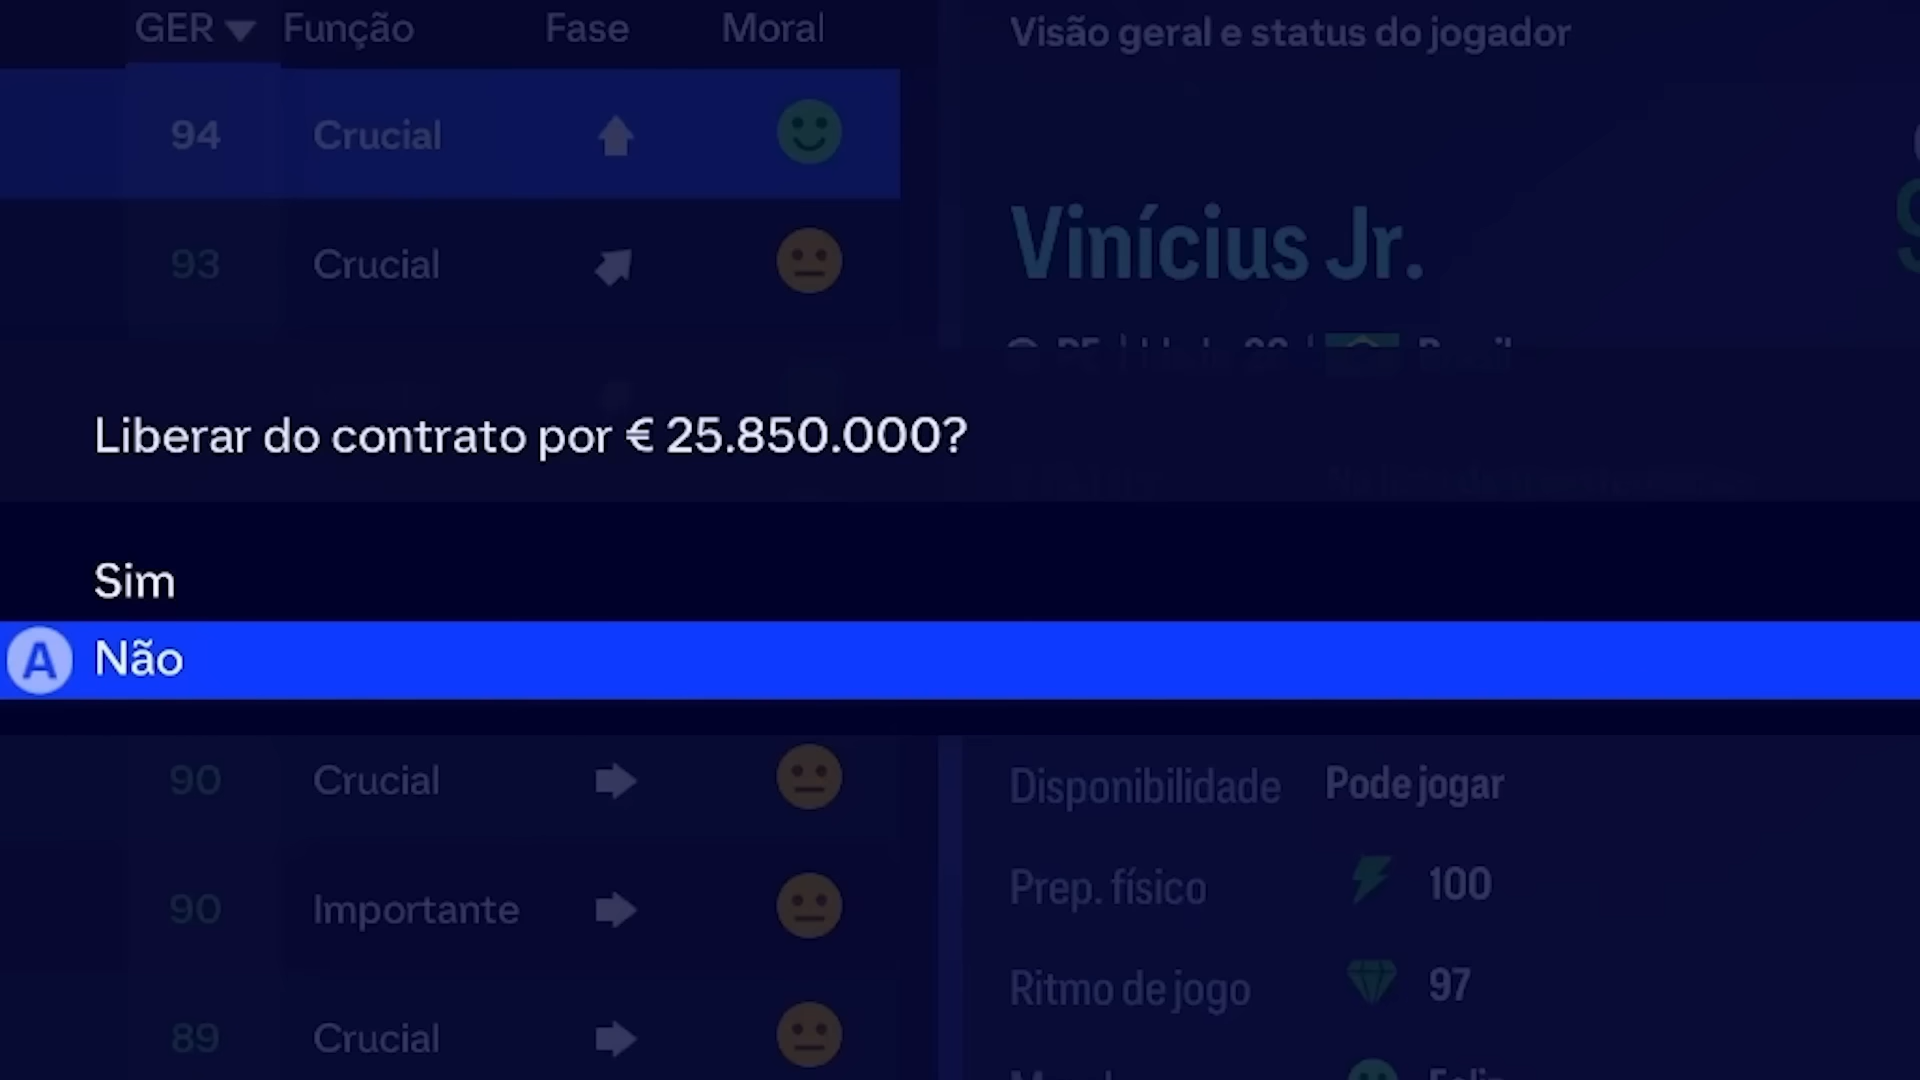 GER Função Fase Moral
Visão geral e status do jogador
94 Crucial
Vinícius Jr.
93 Crucial
Brasil
Liberar do contrato por € 25.850.000?
Sim
A Não
90 Crucial
Disponibilidade Pode jogar
Prep. físico 100
90 Importante
Ritmo de jogo 97
89 Crucial